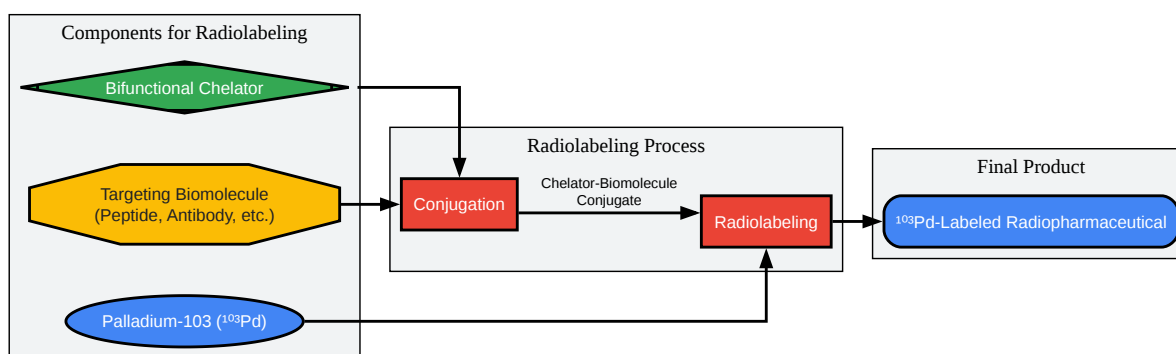 Components for Radiolabeling
Bifunctional Chelator
Targeting Biomolecule
(Peptide, Antibody, etc.)
Palladium-103 (¹⁰³Pd)
Radiolabeling Process
Conjugation
Chelator-Biomolecule
Conjugate
Radiolabeling
Final Product
¹⁰³Pd-Labeled Radiopharmaceutical